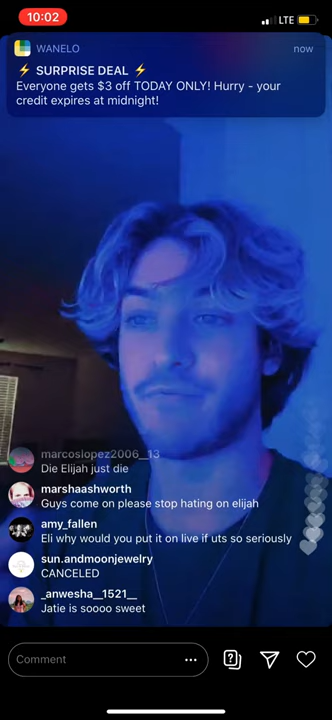 10:02
LTE
WANELO
now
⚡ SURPRISE DEAL ⚡
Everyone gets $3 off TODAY ONLY! Hurry - your
credit expires at midnight!
marcoslopez2006__13
Die Elijah just die
marshaashworth
Guys come on please stop hating on elijah
amy_fallen
Eli why would you put it on live if uts so seriously
sun.andmoonjewelry
CANCELED
_anwesha__1521__
Jatie is soooo sweet
Comment